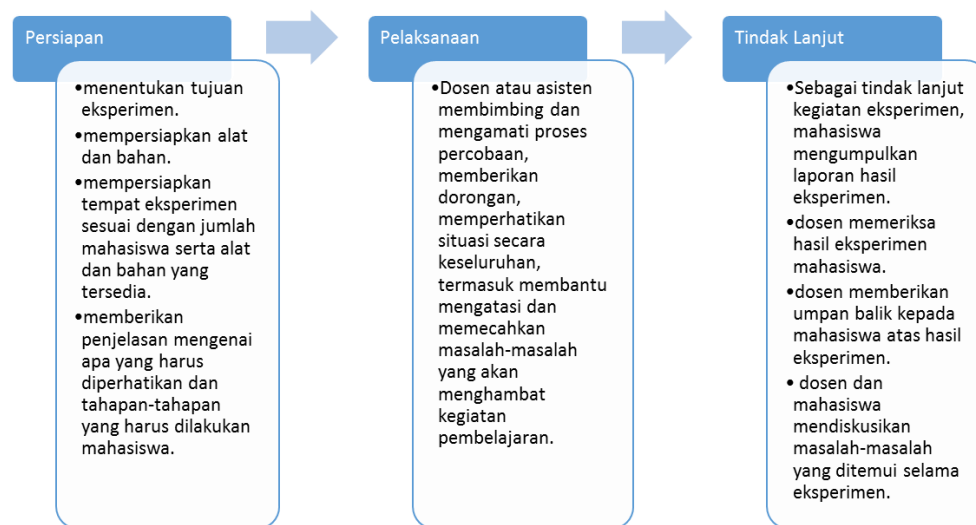 Persiapan
•menentukan tujuan
eksperimen.
•mempersiapkan alat
dan bahan.
•mempersiapkan
tempat eksperimen
sesuai dengan jumlah
mahasiswa serta alat
dan bahan yang
tersedia.
•memberikan
penjelasan mengenai
apa yang harus
diperhatikan dan
tahapan-tahapan
yang harus dilakukan
mahasiswa.
Pelaksanaan
•Dosen atau asisten
membimbing dan
mengamati proses
percobaan,
memberikan
dorongan,
memperhatikan
situasi secara
keseluruhan,
termasuk membantu
mengatasi dan
memecahkan
masalah-masalah
yang akan
menghambat
kegiatan
pembelajaran.
Tindak Lanjut
•Sebagai tindak lanjut
kegiatan eksperimen,
mahasiswa
mengumpulkan
laporan hasil
eksperimen.
•dosen memeriksa
hasil eksperimen
mahasiswa.
•dosen memberikan
umpan balik kepada
mahasiswa atas hasil
eksperimen.
• dosen dan
mahasiswa
mendiskusikan
masalah-masalah
yang ditemui selama
eksperimen.